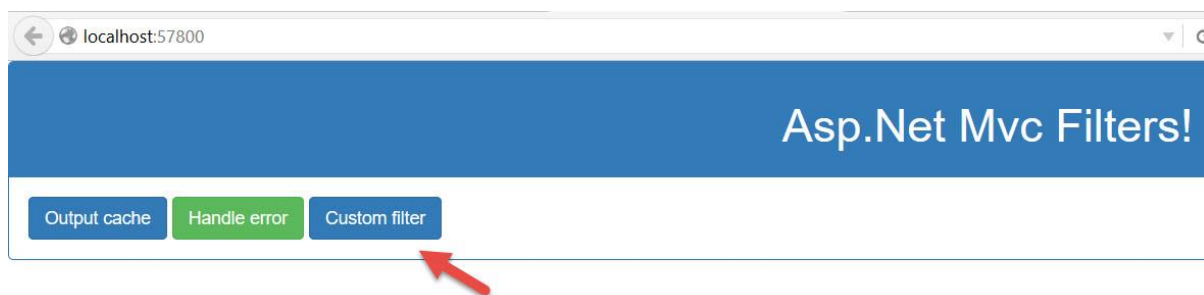 localhost:57800
Asp.Net Mvc Filters!
Output cache Handle error Custom filter